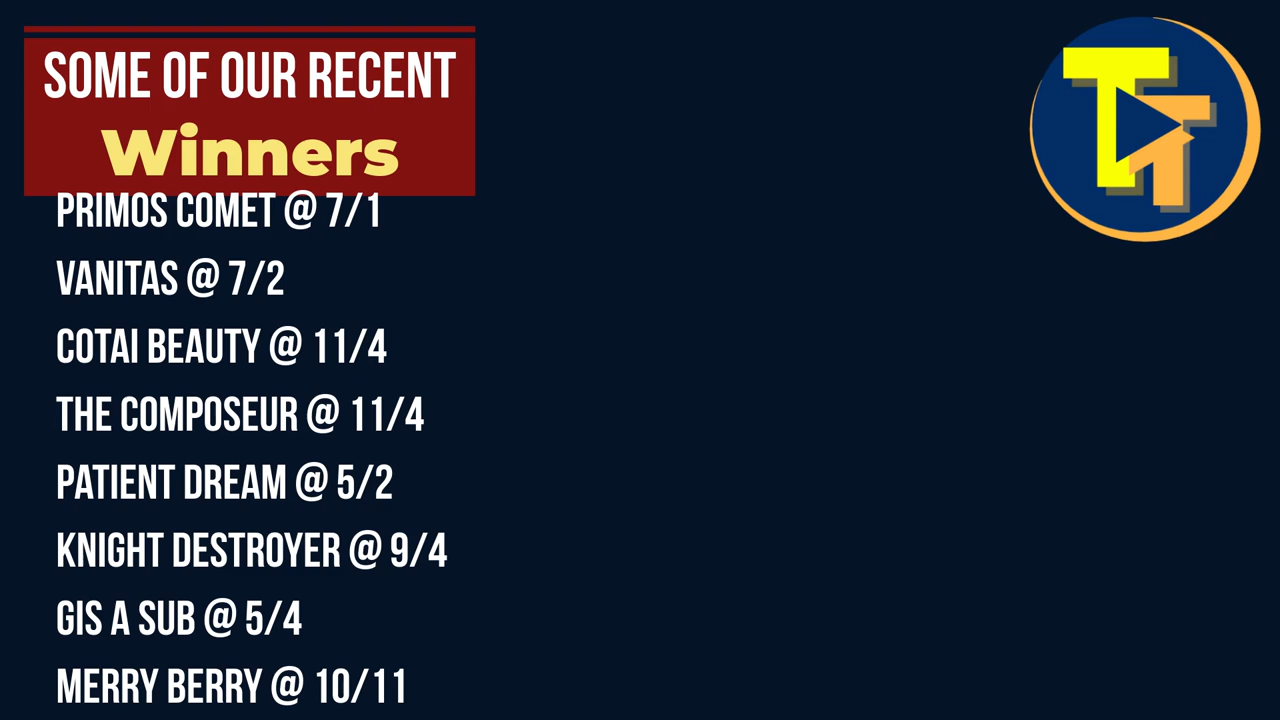 SOME OF OUR RECENT
Winners
PRIMOS COMET @ 7/1
VANITAS @ 7/2
COTAI BEAUTY @ 11/4
THE COMPOSEUR @ 11/4
PATIENT DREAM @ 5/2
KNIGHT DESTROYER @ 9/4
GIS A SUB @ 5/4
MERRY BERRY @ 10/11
TT